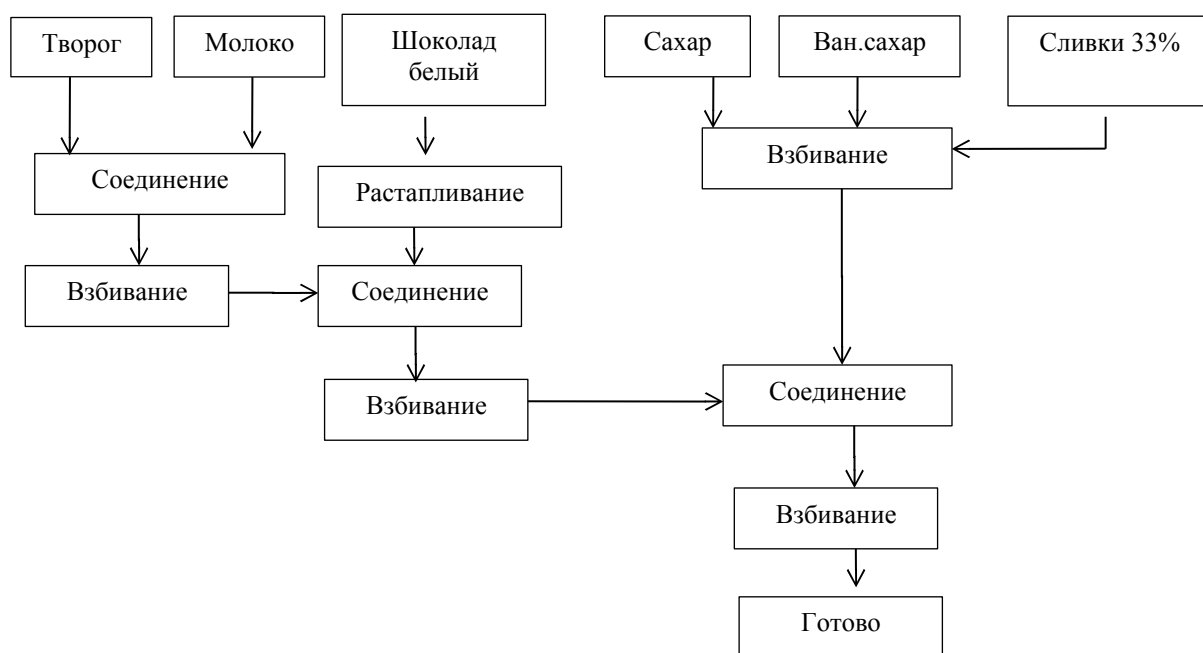 Творог
Молоко
Шоколад
белый
Сахар
Ван.сахар
Сливки 33%
Соединение
Растапливание
Взбивание
Взбивание
Соединение
Взбивание
Соединение
Взбивание
Готово